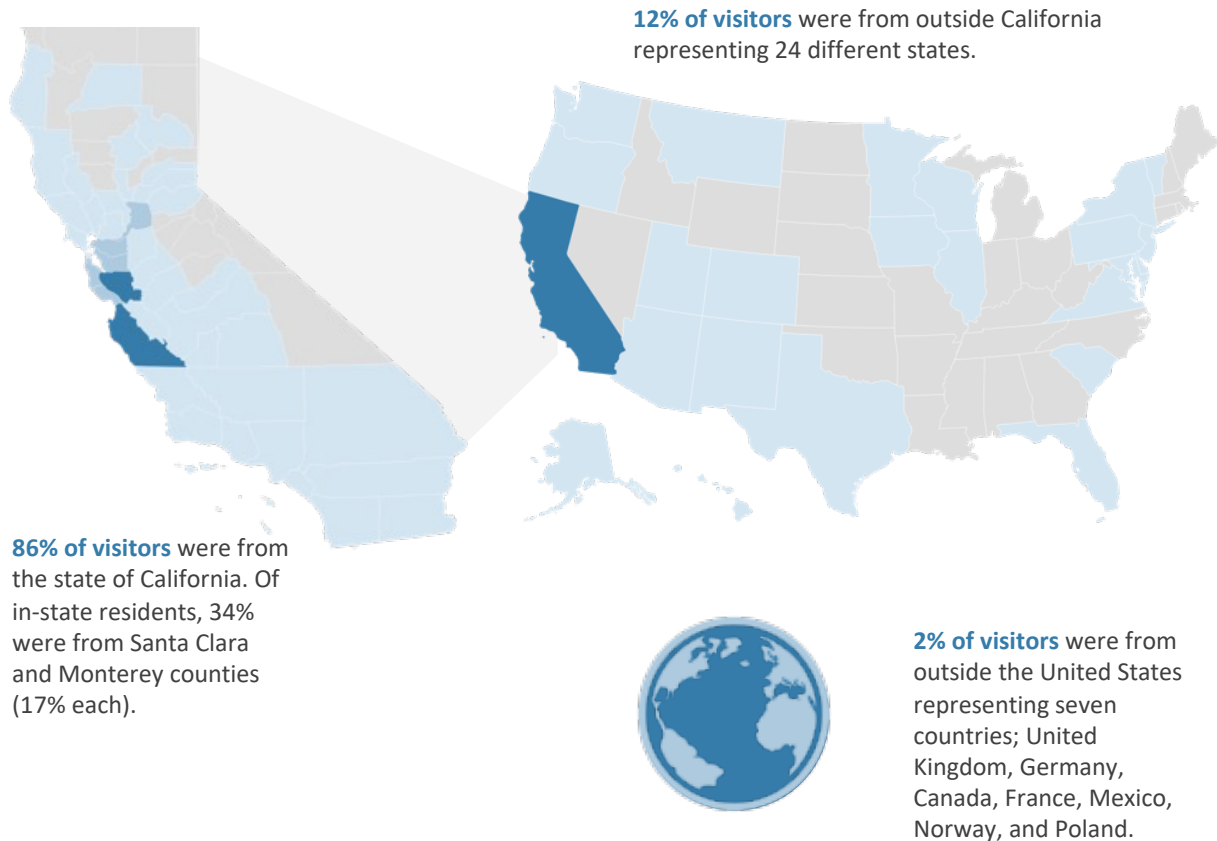 12% of visitors were from outside California
representing 24 different states.
86% of visitors were from
the state of California. Of
in-state residents, 34%
were from Santa Clara
and Monterey counties
(17% each).
2% of visitors were from
outside the United States
representing seven
countries; United
Kingdom, Germany,
Canada, France, Mexico,
Norway, and Poland.